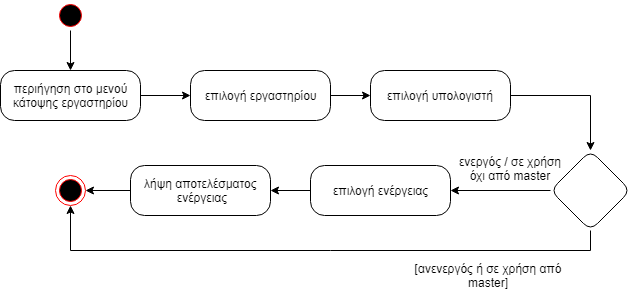 περιήγηση στο μενού
κάτοψης εργαστηρίου
επιλογή εργαστηρίου
επιλογή υπολογιστή
ενεργός / σε χρήση
όχι από master
λήψη αποτελέσματος
ενέργειας
επιλογή ενέργειας
[ανενεργός ή σε χρήση από
master]